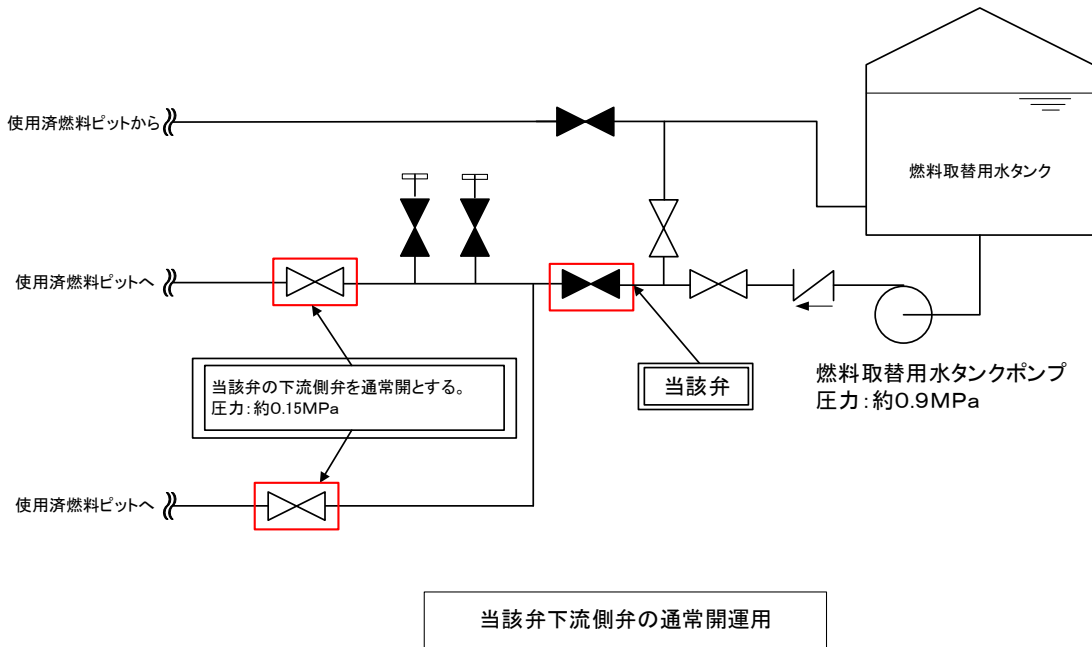 使用済燃料ピットから
燃料取替用水タンク
使用済燃料ピットへ
当該弁の下流側弁を通常開とする。
圧力：約0.15MPa
当該弁
燃料取替用水タンクポンプ
圧力：約0.9MPa
使用済燃料ピットへ
当該弁下流側弁の通常開運用